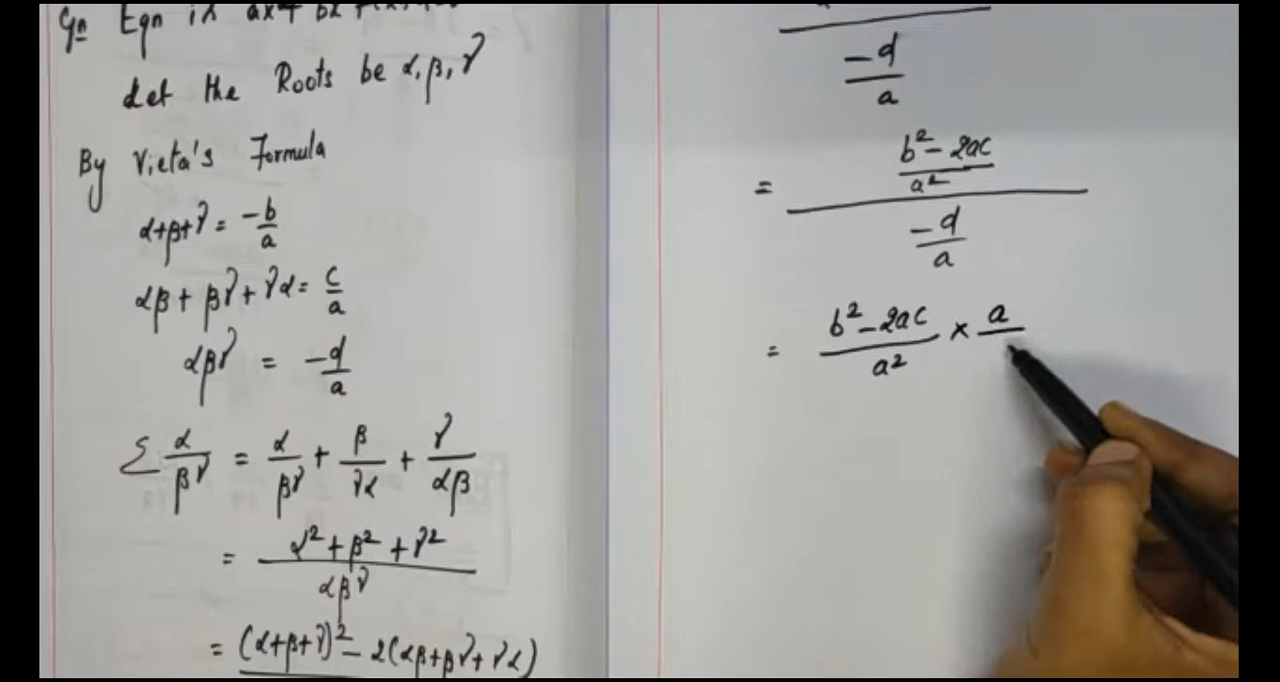 Gn Eqn is ax
Let the Roots be α, β, γ
By Vieta's Formula
α+β+γ = -b/a
αβ + βγ + γα = c/a
αβγ = -d/a
Σ α/βγ = α/βγ + β/γα + γ/αβ
= α² + β² + γ² / αβγ
= (α+β+γ)² - 2(αβ+βγ+γα)
-d/a
= b² - 2ac / a² / -d/a
= b² - 2ac / a² × a